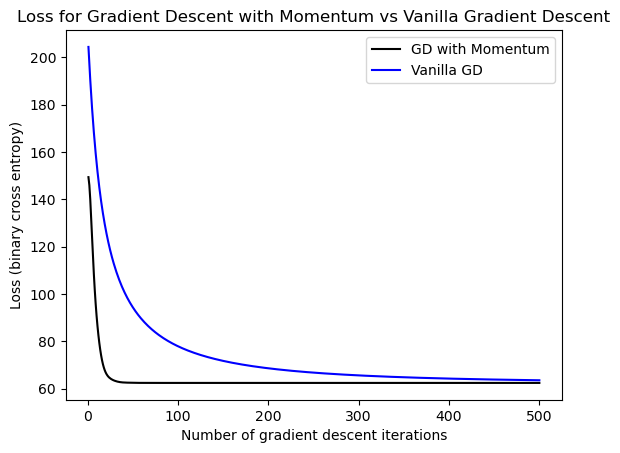 Loss for Gradient Descent with Momentum vs Vanilla Gradient Descent
GD with Momentum
Vanilla GD
Loss (binary cross entropy)
200
180
160
140
120
100
80
60
0
100
200
300
400
500
Number of gradient descent iterations